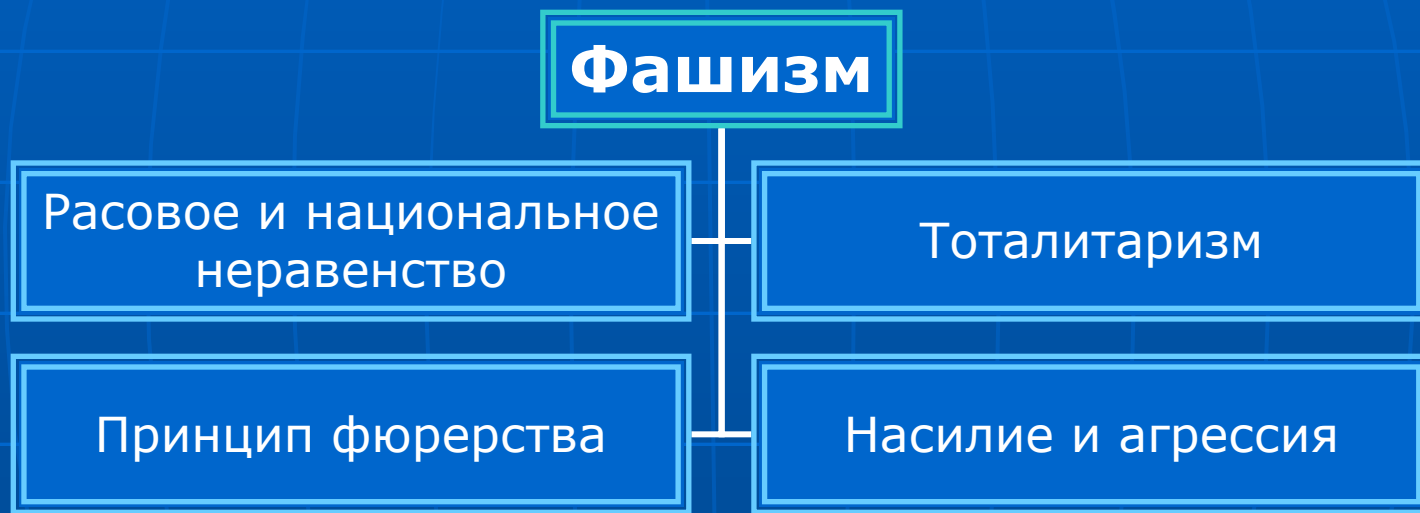 Фашизм
Расовое и национальное
неравенство
Тоталитаризм
Принцип фюрерства
Насилие и агрессия